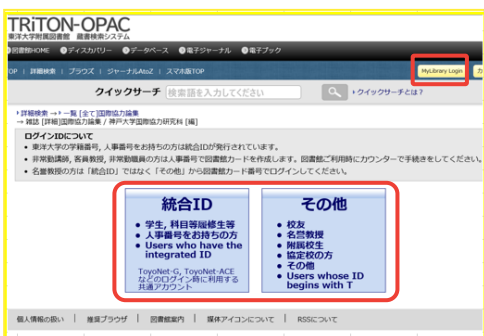 TRiTON-OPAC
東洋大学附属図書館 蔵書検索システム
図書館HOME ディスカバリー データベース 電子ジャーナル 電子ブック
TOP | 詳細検索 | ブラウズ | ジャーナルAtoZ | スマホ版TOP MyLibrary Login カ
クイックサーチ 検索語を入力してください クイックサーチとは?
詳細検索 → 一覧 [全て]国際協力論集
→ 雑誌 [詳細]国際協力論集 / 神戸大学国際協力研究科 [編]
ログインIDについて
• 東洋大学の学籍番号, 人事番号をお持ちの方は統合IDが発行されています。
• 非常勤講師, 客員教授, 非常勤職員の方は人事番号で図書館カードを作成します。図書館ご利用時にカウンターで手続きをしてください。
• 名誉教授の方は「統合ID」ではなく「その他」から図書館カード番号でログインしてください。
統合ID
• 学生, 科目等履修生等
• 人事番号をお持ちの方
• Users who have the
integrated ID
ToyoNet-G, ToyoNet-ACE
などのログイン時に利用する
共通アカウント
その他
• 校友
• 名誉教授
• 附属校生
• 協定校の方
• その他
• Users whose ID
begins with T
個人情報の扱い | 推奨ブラウザ | 図書館案内 | 媒体アイコンについて | RSSについて